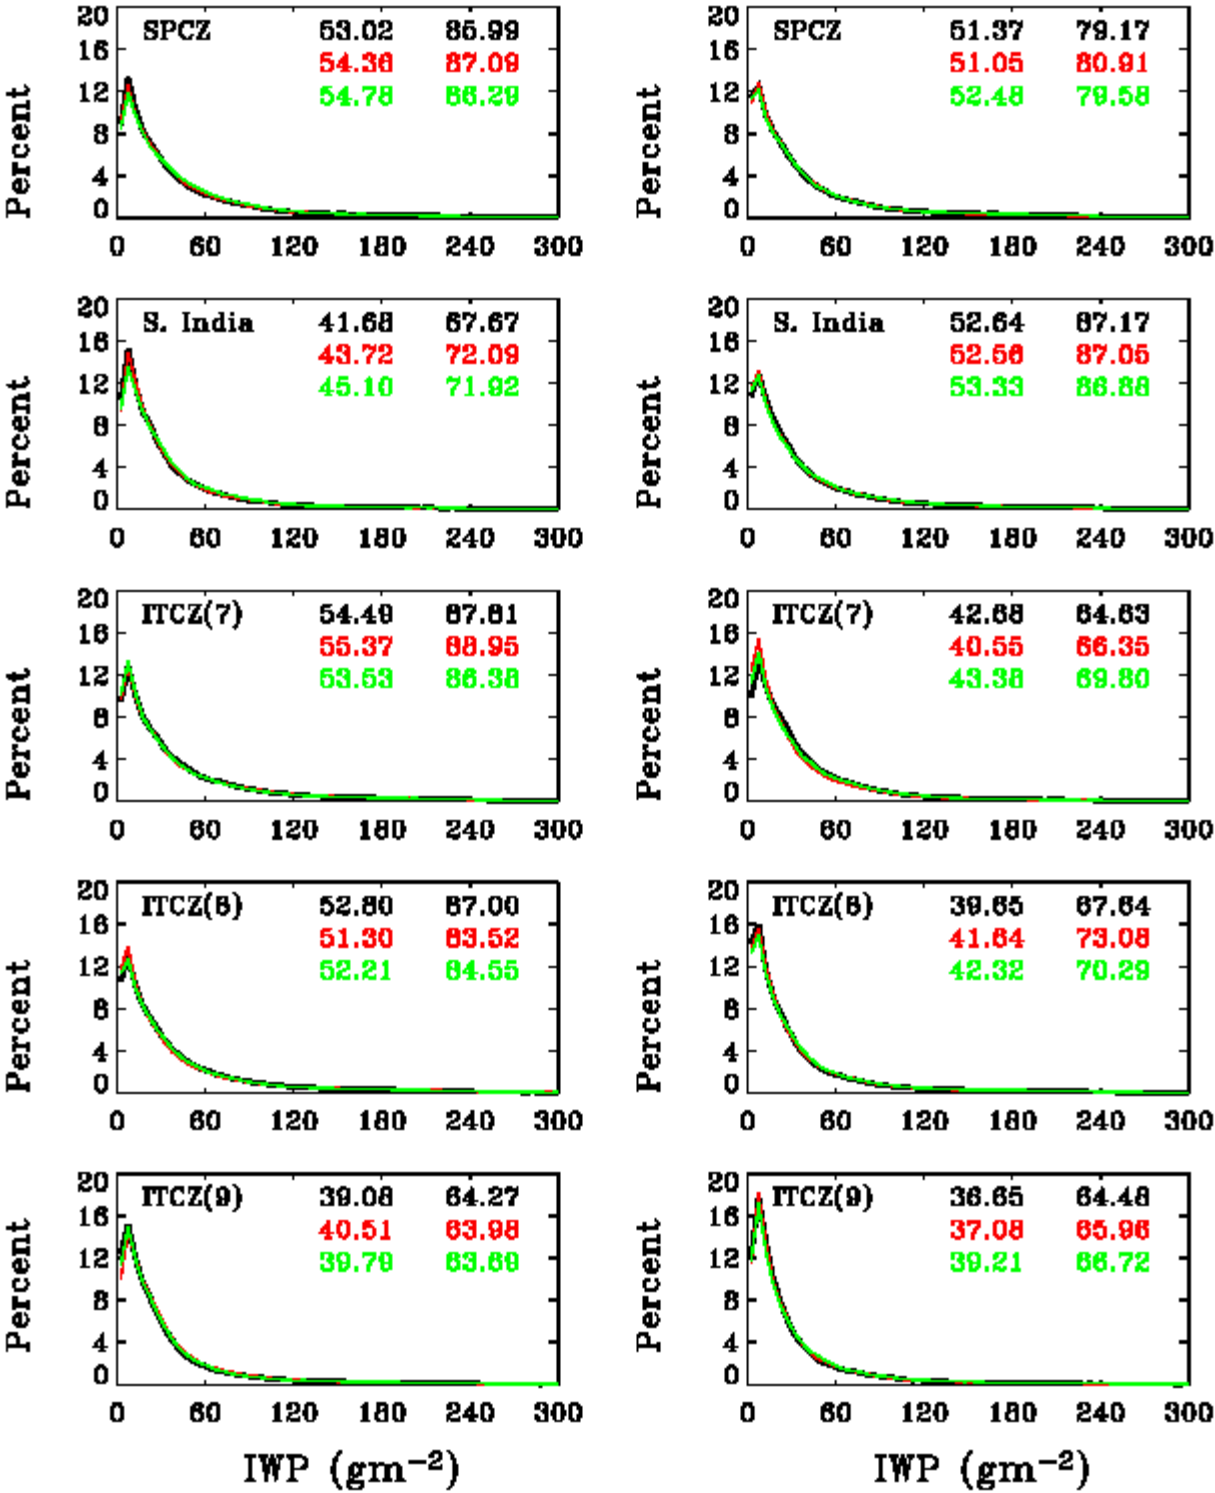 20 SPCZ 53.02 85.99
16 54.36 87.09
12 54.78 86.29
8
4
0
Percent
0 60 120 180 240 300
20 SPCZ 51.37 79.17
16 51.05 80.91
12 52.48 79.58
8
4
0
Percent
0 60 120 180 240 300
20 S. India 41.68 67.67
16 43.72 72.09
12 45.10 71.92
8
4
0
Percent
0 60 120 180 240 300
20 S. India 52.64 87.17
16 52.56 87.05
12 53.33 86.88
8
4
0
Percent
0 60 120 180 240 300
20 ITCZ(7) 54.49 87.81
16 55.37 88.95
12 53.53 86.38
8
4
0
Percent
0 60 120 180 240 300
20 ITCZ(7) 42.68 64.63
16 40.55 66.35
12 43.38 69.80
8
4
0
Percent
0 60 120 180 240 300
20 ITCZ(8) 52.80 87.00
16 51.30 83.52
12 52.21 84.55
8
4
0
Percent
0 60 120 180 240 300
20 ITCZ(8) 39.65 67.64
16 41.64 73.08
12 42.32 70.29
8
4
0
Percent
0 60 120 180 240 300
20 ITCZ(9) 39.08 64.27
16 40.51 63.98
12 39.79 63.69
8
4
0
Percent
0 60 120 180 240 300
IWP (gm⁻²)
20 ITCZ(9) 36.65 64.48
16 37.08 65.96
12 39.21 66.72
8
4
0
Percent
0 60 120 180 240 300
IWP (gm⁻²)